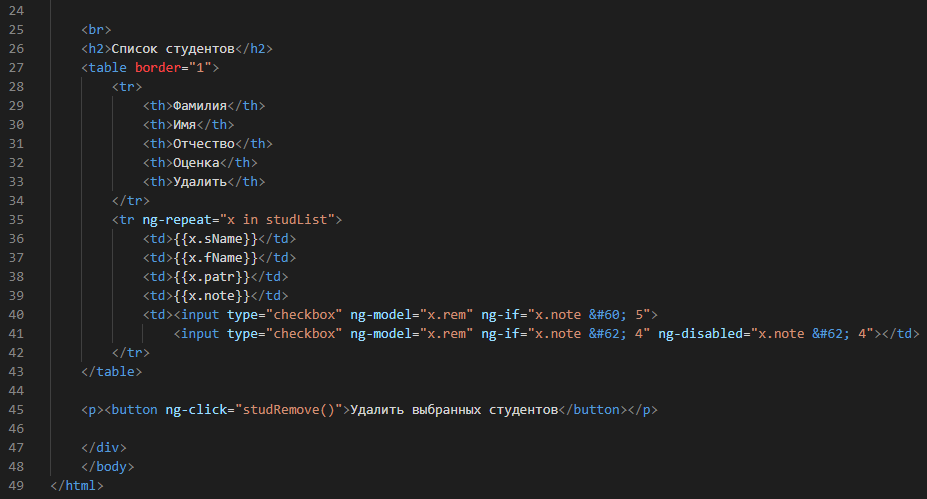 24
25 <br>
26 <h2>Список студентов</h2>
27 <table border="1">
28 <tr>
29 <th>Фамилия</th>
30 <th>Имя</th>
31 <th>Отчество</th>
32 <th>Оценка</th>
33 <th>Удалить</th>
34 </tr>
35 <tr ng-repeat="x in studList">
36 <td>{{x.sName}}</td>
37 <td>{{x.fName}}</td>
38 <td>{{x.patr}}</td>
39 <td>{{x.note}}</td>
40 <td><input type="checkbox" ng-model="x.rem" ng-if="x.note &#60; 5">
41 <input type="checkbox" ng-model="x.rem" ng-if="x.note &#62; 4" ng-disabled="x.note &#62; 4"></td>
42 </tr>
43 </table>
44
45 <p><button ng-click="studRemove()">Удалить выбранных студентов</button></p>
46
47 </div>
48 </body>
49 </html>